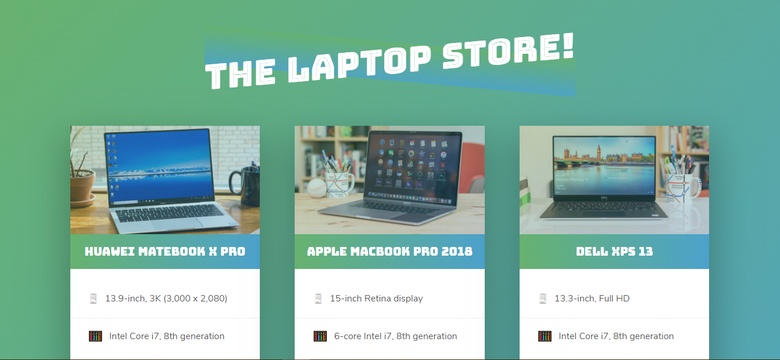 THE LAPTOP STORE!
HUAWEI MATEBOOK X PRO
13.9-inch, 3K (3,000 x 2,080)
Intel Core i7, 8th generation
APPLE MACBOOK PRO 2018
15-inch Retina display
6-core Intel i7, 8th generation
DELL XPS 13
13.3-inch, Full HD
Intel Core i7, 8th generation